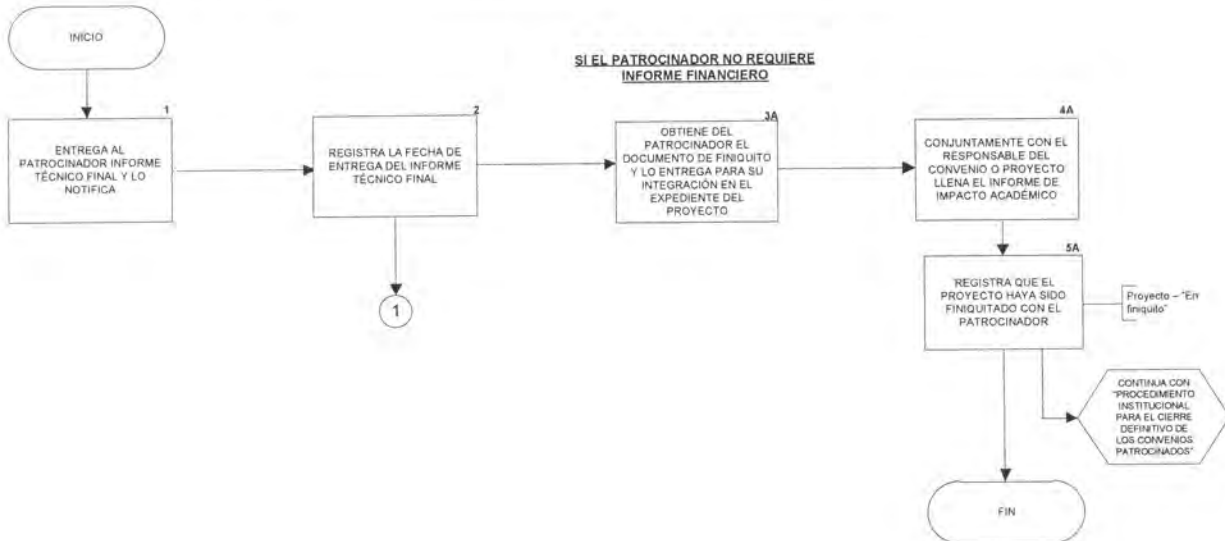 INICIO
SI EL PATROCINADOR NO REQUIERE
INFORME FINANCIERO
1
ENTREGA AL
PATROCINADOR INFORME
TÉCNICO FINAL Y LO
NOTIFICA
2
REGISTRA LA FECHA DE
ENTREGA DEL INFORME
TÉCNICO FINAL
1
3A
OBTIENE DEL
PATROCINADOR EL
DOCUMENTO DE FINIQUITO
Y LO ENTREGA PARA SU
INTEGRACIÓN EN EL
EXPEDIENTE DEL
PROYECTO
4A
CONJUNTAMENTE CON EL
RESPONSABLE DEL
CONVENIO O PROYECTO
LLENA EL INFORME DE
IMPACTO ACADÉMICO
5A
REGISTRA QUE EL
PROYECTO HAYA SIDO
FINIQUITADO CON EL
PATROCINADOR
Proyecto – "En
finiquito"
CONTINUA CON
"PROCEDIMIENTO
INSTITUCIONAL
PARA EL CIERRE
DEFINITIVO DE
LOS CONVENIOS
PATROCINADOS"
FIN